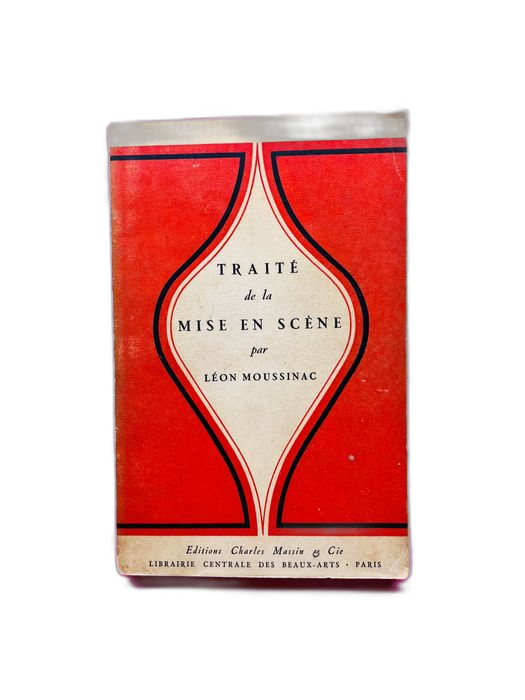 TRAITÉ
de la
MISE EN SCÈNE
par
LÉON MOUSSINAC
Editions Charles Massin & Cie
LIBRAIRIE CENTRALE DES BEAUX-ARTS · PARIS